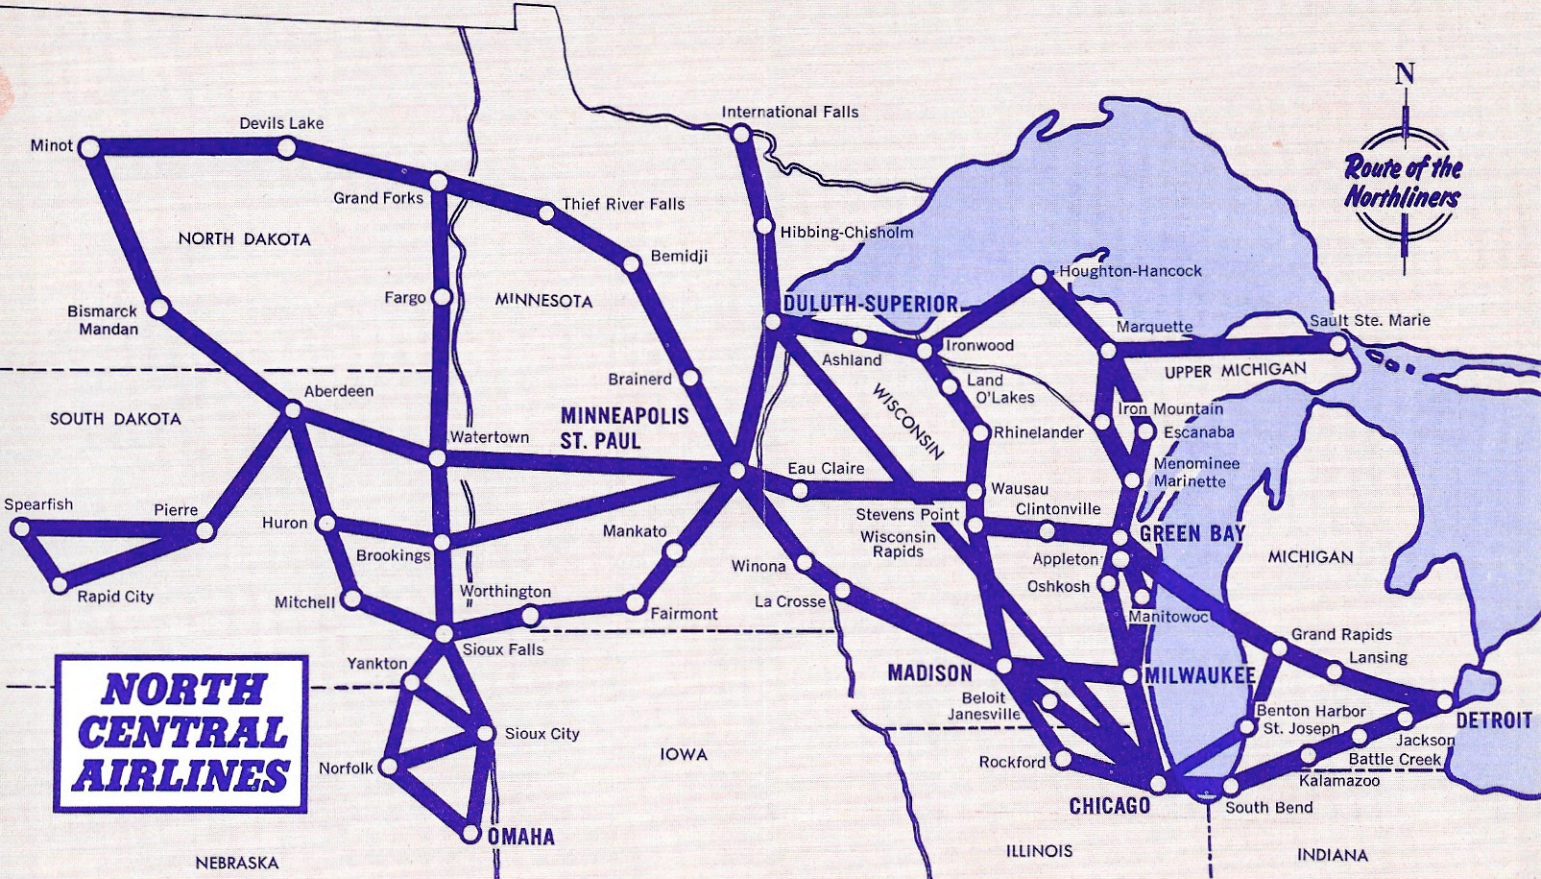 N
Route of the
Northliners
International Falls
Devils Lake
Minot
Grand Forks
Thief River Falls
NORTH DAKOTA
Hibbing-Chisholm
Bemidji
Houghton-Hancock
Fargo
MINNESOTA
DULUTH-SUPERIOR
Bismarck
Mandan
Marquette
Sault Ste. Marie
Ashland
Ironwood
UPPER MICHIGAN
Brainerd
Land
O'Lakes
Aberdeen
SOUTH DAKOTA
MINNEAPOLIS
ST. PAUL
WISCONSIN
Iron Mountain
Rhinelander
Escanaba
Watertown
Eau Claire
Menominee
Marinette
Wausau
Spearfish
Pierre
Clintonville
Stevens Point
Wisconsin
Rapids
Huron
Mankato
GREEN BAY
Brookings
Appleton
MICHIGAN
Winona
Oshkosh
Rapid City
Worthington
Mitchell
La Crosse
Fairmont
Manitowoc
Grand Rapids
Sioux Falls
Lansing
Yankton
MADISON
MILWAUKEE
NORTH
CENTRAL
AIRLINES
Beloit
Janesville
Benton Harbor
St. Joseph
DETROIT
Sioux City
Jackson
IOWA
Battle Creek
Norfolk
Rockford
Kalamazoo
CHICAGO
South Bend
OMAHA
ILLINOIS
INDIANA
NEBRASKA